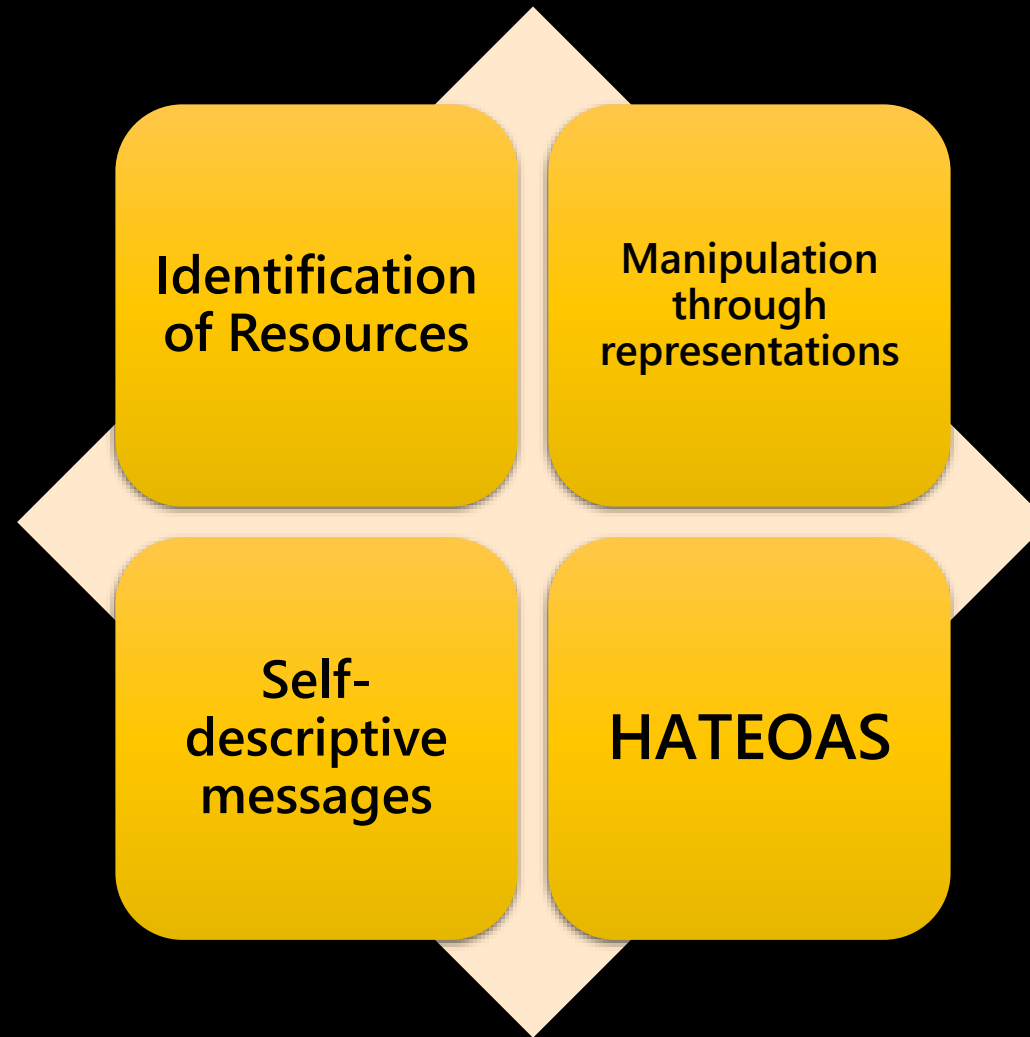 Identification
of Resources
Manipulation
through
representations
Self-
descriptive
messages
HATEOAS